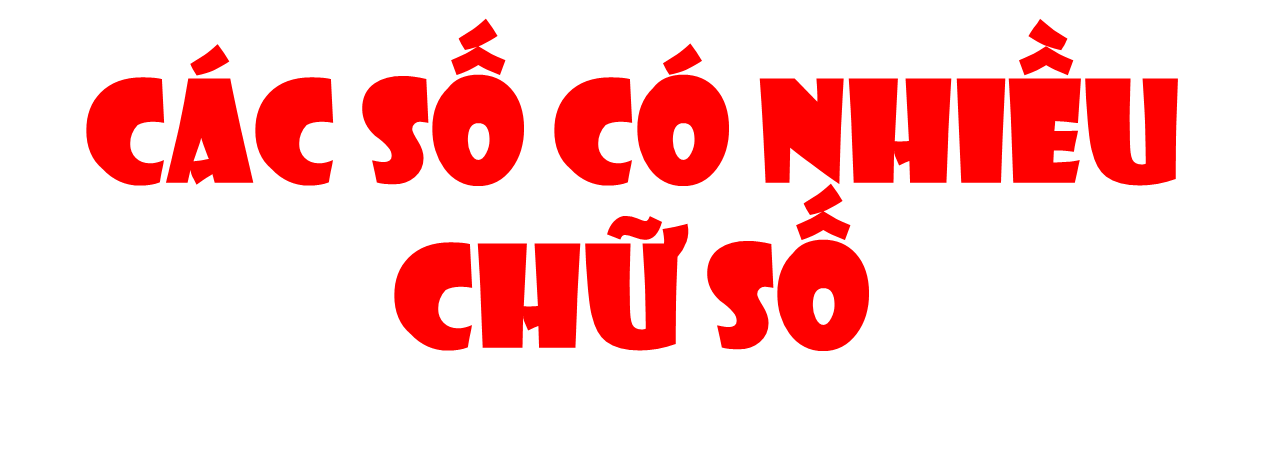 CÁC SỐ CÓ NHIỀU
CHỮ SỐ